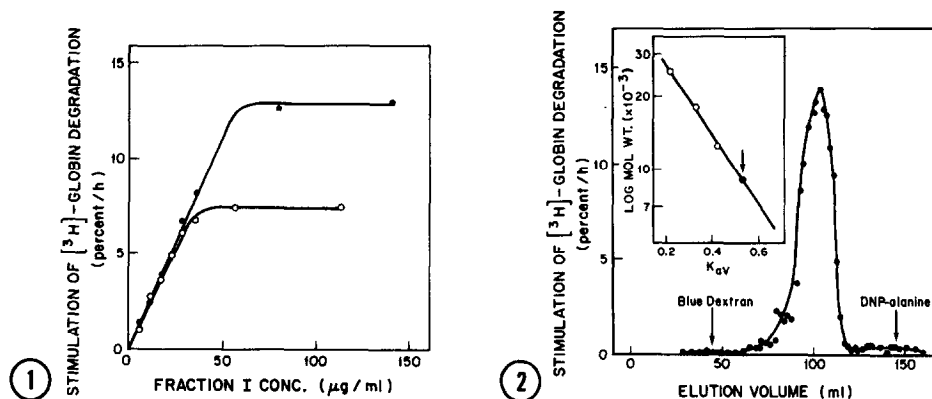 STIMULATION OF [³H]-GLOBIN DEGRADATION
(percent/h)
15
10
5
0
0
50
100
150
FRACTION I CONC. (μg/ml)
1
STIMULATION OF [³H]-GLOBIN DEGRADATION
(percent/h)
15
10
5
0
0
50
100
150
ELUTION VOLUME (ml)
Blue Dextran
DNP-alanine
LOG MOL WT. (x10⁻³)
30
20
10
7
0.2
0.4
0.6
Kav
2